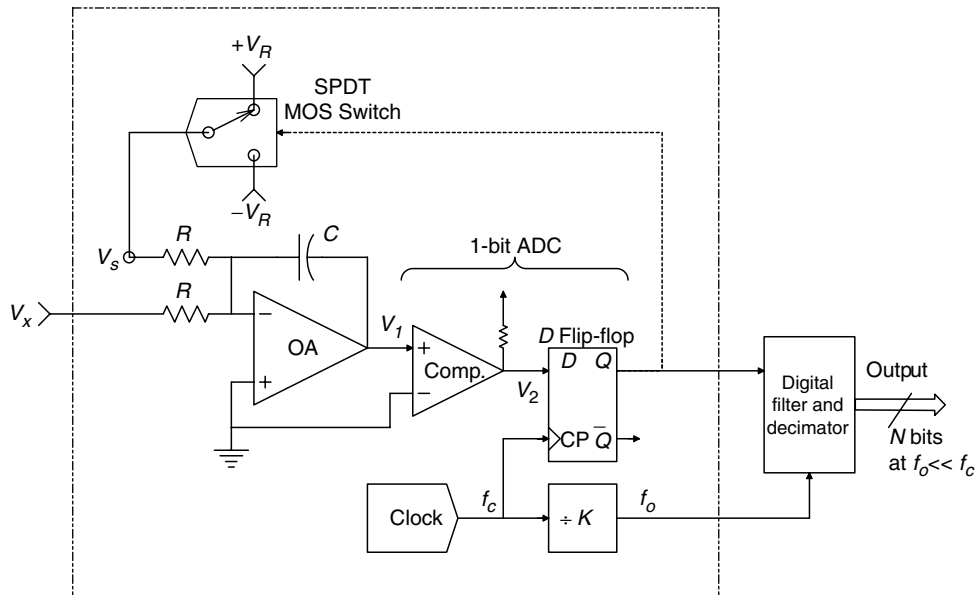 +V_R
SPDT
MOS Switch
−V_R
R
C
V_s
1-bit ADC
R
V_x
−
OA
+
V_1
+
Comp.
−
V_2
D Flip-flop
D Q
CP Q̅
Digital
filter and
decimator
Output
N bits
at f_o<< f_c
Clock
f_c
÷ K
f_o